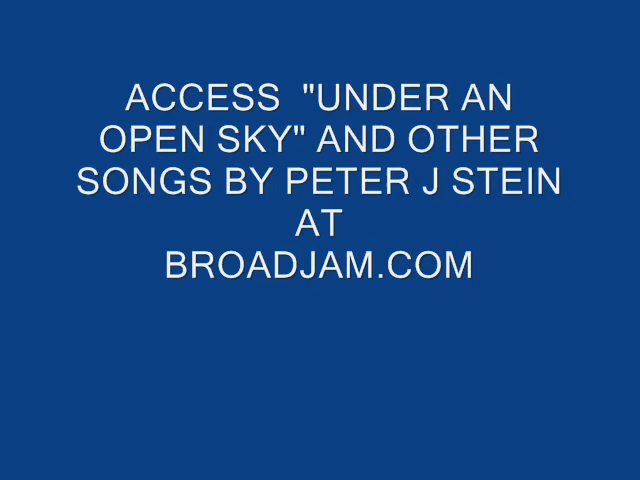 ACCESS  "UNDER AN
OPEN SKY" AND OTHER
SONGS BY PETER J STEIN
AT
BROADJAM.COM